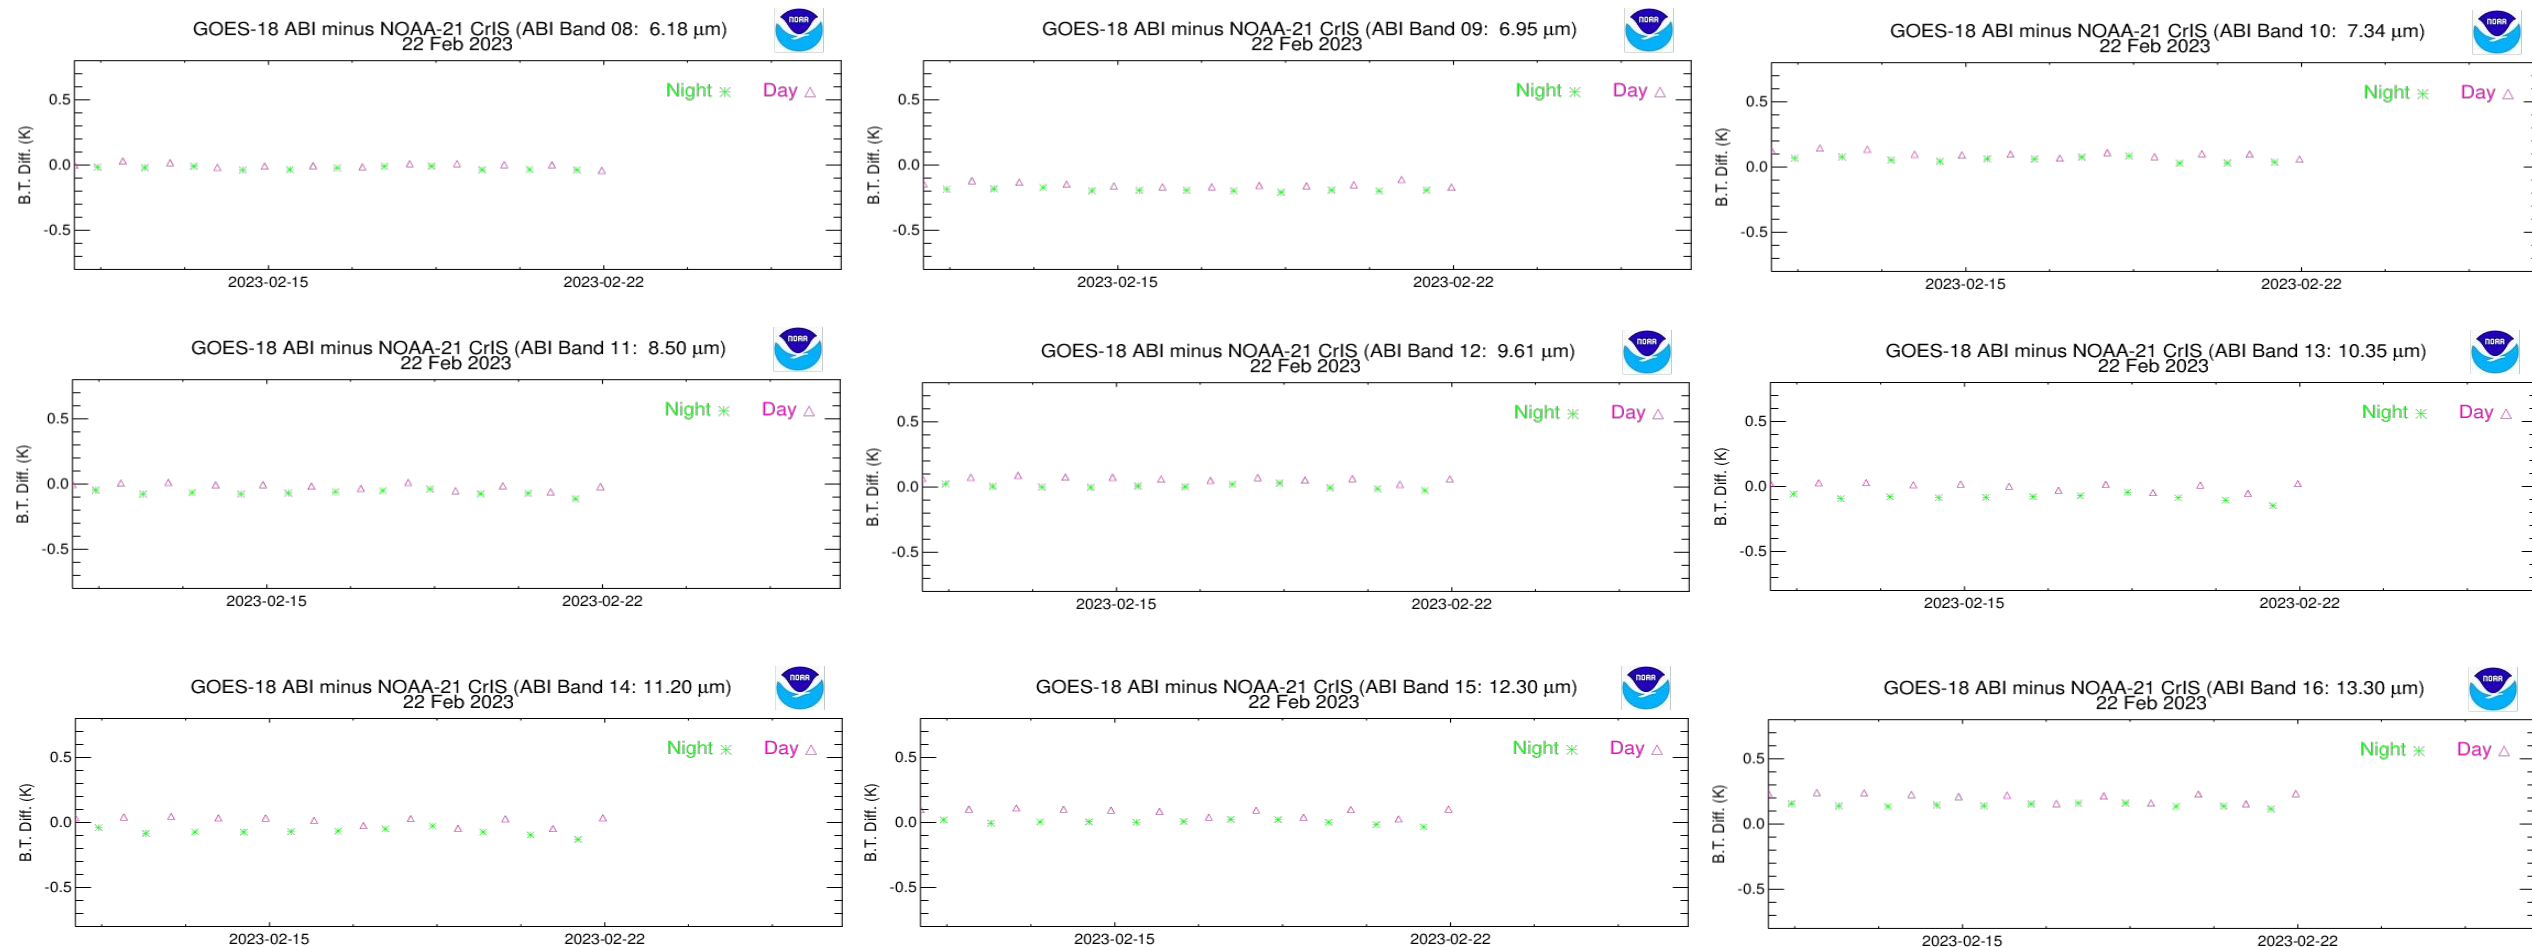 GOES-18 ABI minus NOAA-21 CrIS (ABI Band 08:  6.18 μm)
22 Feb 2023
NOAA
Night Day
0.5
0.0
-0.5
B.T. Diff. (K)
2023-02-15 2023-02-22
GOES-18 ABI minus NOAA-21 CrIS (ABI Band 09:  6.95 μm)
22 Feb 2023
NOAA
Night Day
0.5
0.0
-0.5
B.T. Diff. (K)
2023-02-15 2023-02-22
GOES-18 ABI minus NOAA-21 CrIS (ABI Band 10:  7.34 μm)
22 Feb 2023
NOAA
Night Day
0.5
0.0
-0.5
B.T. Diff. (K)
2023-02-15 2023-02-22
GOES-18 ABI minus NOAA-21 CrIS (ABI Band 11:  8.50 μm)
22 Feb 2023
NOAA
Night Day
0.5
0.0
-0.5
B.T. Diff. (K)
2023-02-15 2023-02-22
GOES-18 ABI minus NOAA-21 CrIS (ABI Band 12:  9.61 μm)
22 Feb 2023
NOAA
Night Day
0.5
0.0
-0.5
B.T. Diff. (K)
2023-02-15 2023-02-22
GOES-18 ABI minus NOAA-21 CrIS (ABI Band 13: 10.35 μm)
22 Feb 2023
NOAA
Night Day
0.5
0.0
-0.5
B.T. Diff. (K)
2023-02-15 2023-02-22
GOES-18 ABI minus NOAA-21 CrIS (ABI Band 14: 11.20 μm)
22 Feb 2023
NOAA
Night Day
0.5
0.0
-0.5
B.T. Diff. (K)
2023-02-15 2023-02-22
GOES-18 ABI minus NOAA-21 CrIS (ABI Band 15: 12.30 μm)
22 Feb 2023
NOAA
Night Day
0.5
0.0
-0.5
B.T. Diff. (K)
2023-02-15 2023-02-22
GOES-18 ABI minus NOAA-21 CrIS (ABI Band 16: 13.30 μm)
22 Feb 2023
NOAA
Night Day
0.5
0.0
-0.5
B.T. Diff. (K)
2023-02-15 2023-02-22